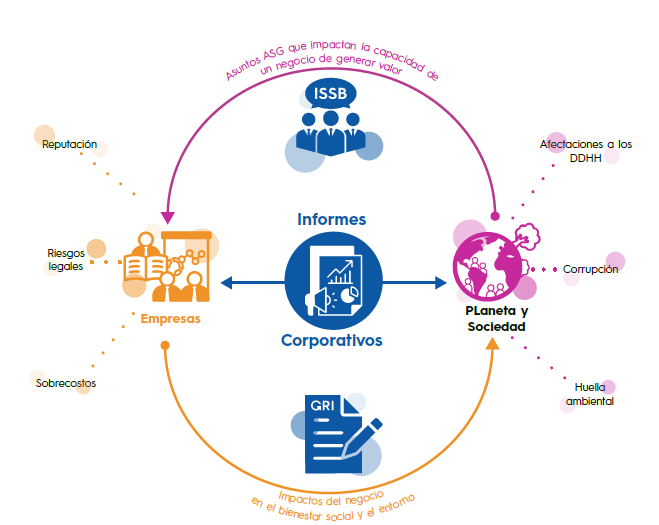 Asuntos ASG que impactan la capacidad de
un negocio de generar valor
ISSB
Reputación
Afectaciones a los
DDHH
Informes
Riesgos
legales
Corrupción
Empresas
PLaneta y
Sociedad
Corporativos
Sobrecostos
Huella
ambiental
GRI
Impactos del negocio
en el bienestar social y el entorno